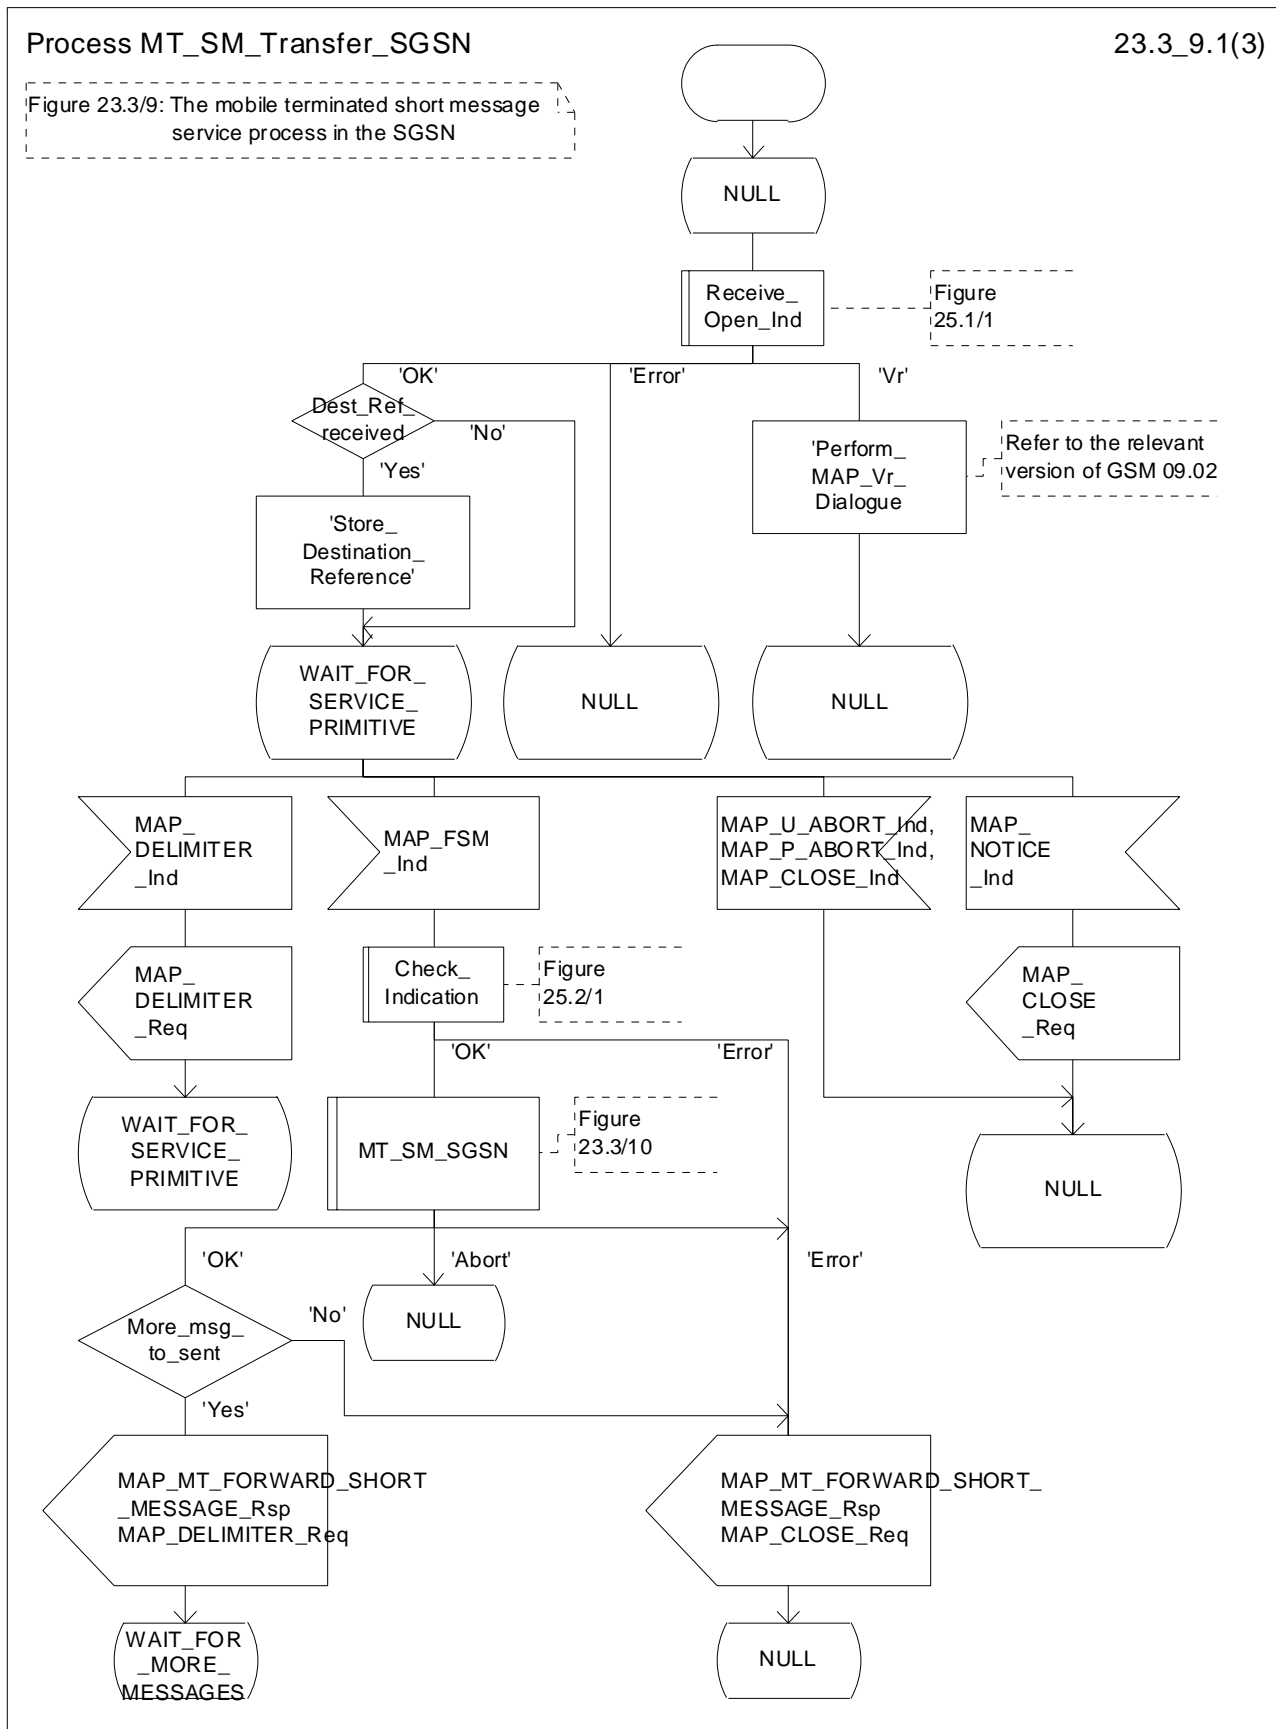 Process MT_SM_Transfer_SGSN
23.3_9.1(3)
Figure 23.3/9: The mobile terminated short message
service process in the SGSN
NULL
Receive_
Open_Ind
Figure
25.1/1
'OK'
'Error'
'Vr'
Dest_Ref_
received
'No'
'Yes'
'Perform_
MAP_Vr_
Dialogue
Refer to the relevant
version of GSM 09.02
'Store_
Destination_
Reference'
WAIT_FOR_
SERVICE_
PRIMITIVE
NULL
NULL
MAP_
DELIMITER
_Ind
MAP_FSM
_Ind
MAP_U_ABORT_Ind,
MAP_P_ABORT_Ind,
MAP_CLOSE_Ind
MAP_
NOTICE
_Ind
MAP_
DELIMITER
_Req
Check_
Indication
Figure
25.2/1
MAP_
CLOSE
_Req
'OK'
'Error'
WAIT_FOR_
SERVICE_
PRIMITIVE
MT_SM_SGSN
Figure
23.3/10
NULL
'OK'
'Abort'
'Error'
More_msg_
to_sent
'No'
NULL
'Yes'
MAP_MT_FORWARD_SHORT
_MESSAGE_Rsp
MAP_DELIMITER_Req
MAP_MT_FORWARD_SHORT_
MESSAGE_Rsp
MAP_CLOSE_Req
WAIT_FOR
_MORE_
MESSAGES
NULL